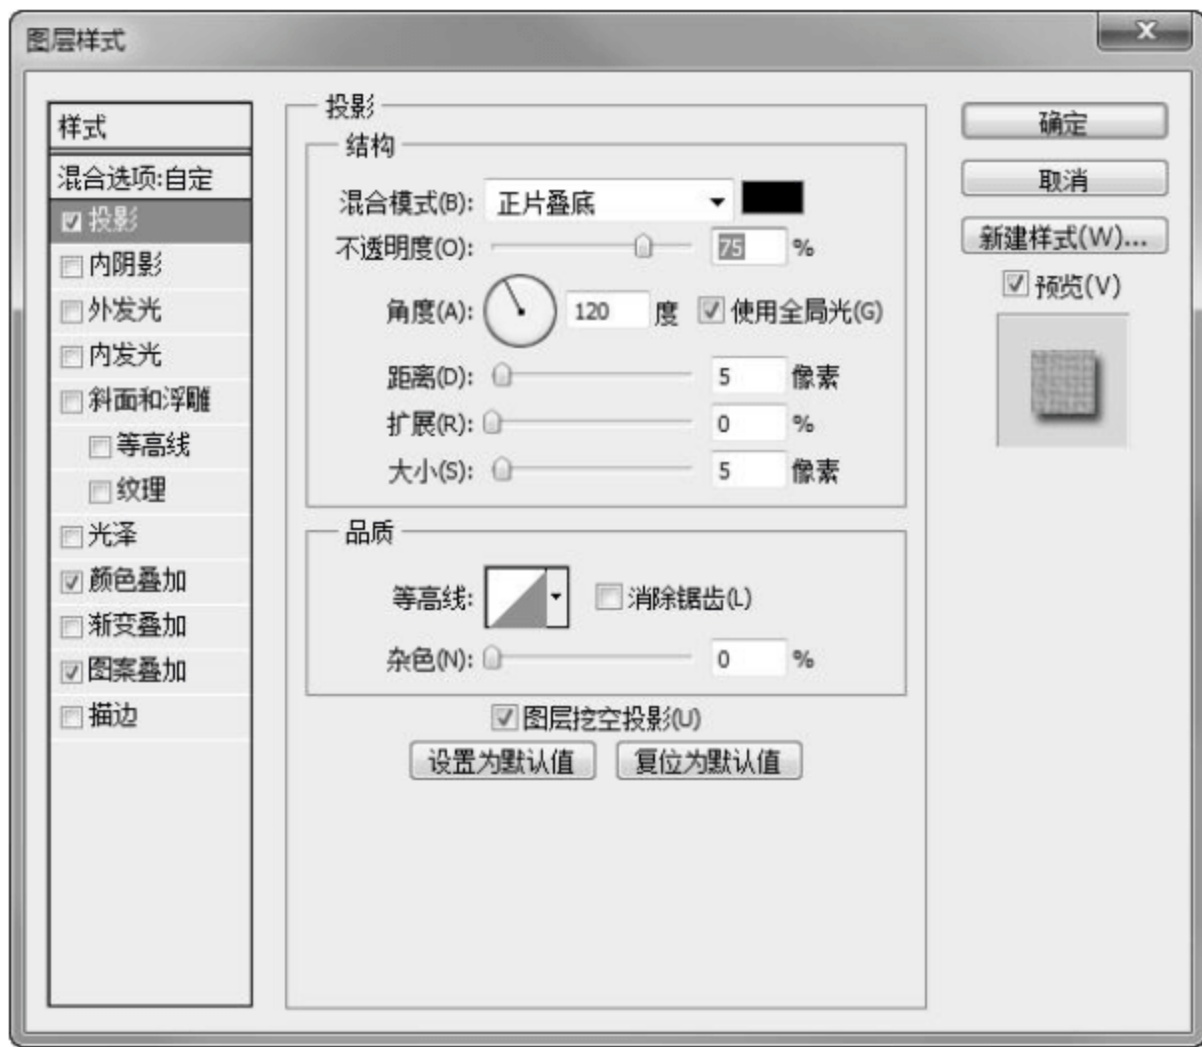 图层样式
样式
混合选项:自定
投影
内阴影
外发光
内发光
斜面和浮雕
等高线
纹理
光泽
颜色叠加
渐变叠加
图案叠加
描边
投影
结构
混合模式(B): 正片叠底
不透明度(O): 75 %
角度(A): 120 度 使用全局光(G)
距离(D): 5 像素
扩展(R): 0 %
大小(S): 5 像素
品质
等高线: 消除锯齿(L)
杂色(N): 0 %
图层挖空投影(U)
设置为默认值 复位为默认值
确定
取消
新建样式(W)...
预览(V)